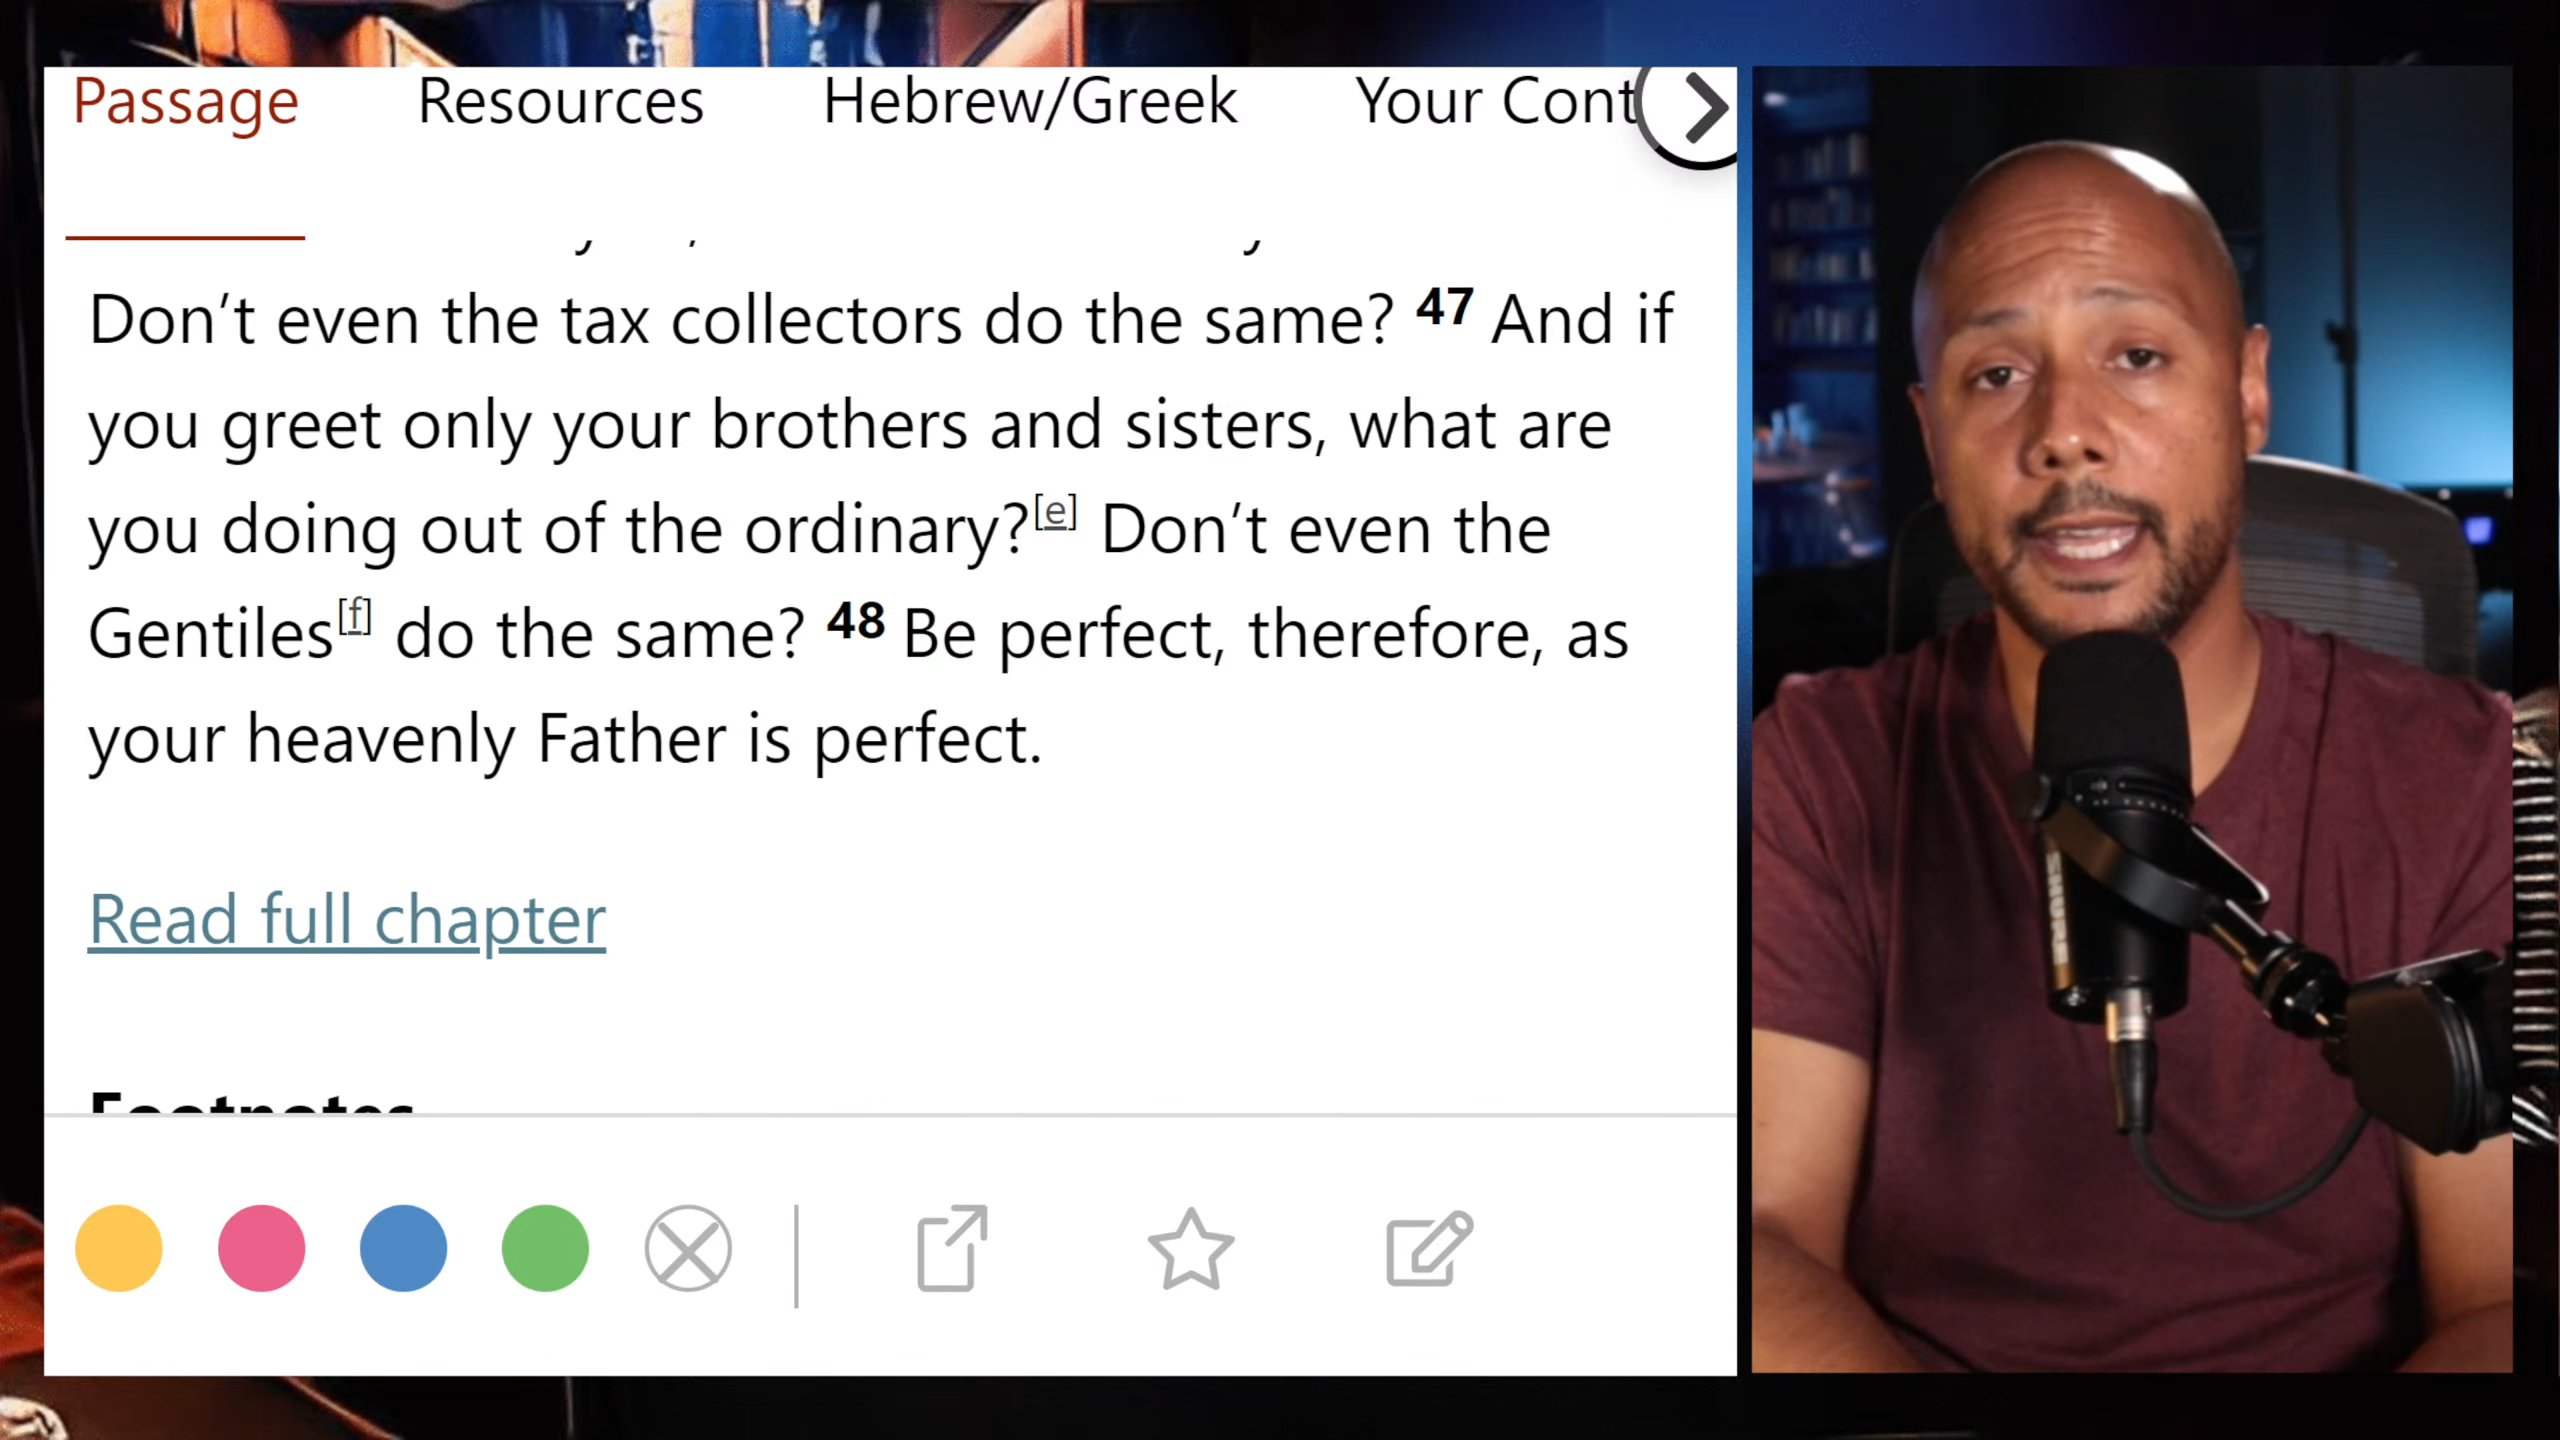 Passage Resources Hebrew/Greek Your Cont
Don’t even the tax collectors do the same? 47 And if
you greet only your brothers and sisters, what are
you doing out of the ordinary?[e] Don’t even the
Gentiles[f] do the same? 48 Be perfect, therefore, as
your heavenly Father is perfect.
Read full chapter
Footnotes
SHURE